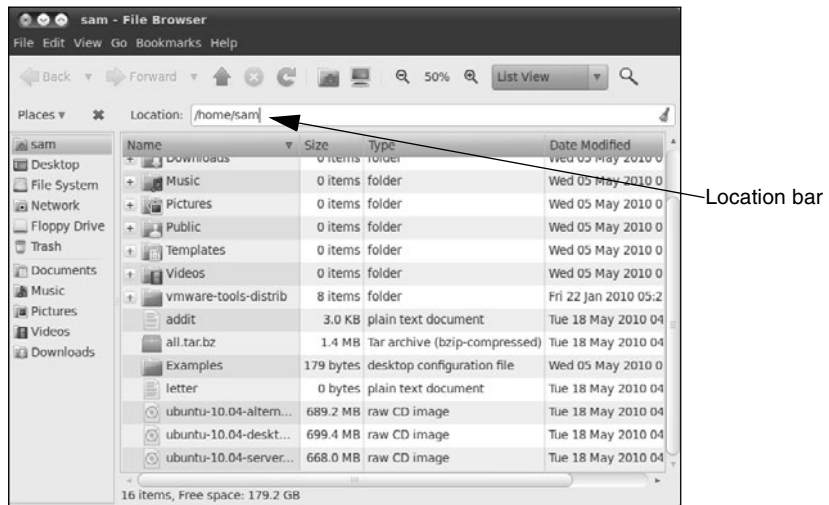 sam - File Browser
File Edit View Go Bookmarks Help
Back Forward 50% List View
Places Location: /home/sam
sam
Desktop
File System
Network
Floppy Drive
Trash
Documents
Music
Pictures
Videos
Downloads
Name Size Type Date Modified
Downloads 0 items folder Wed 05 May 2010 0
Music 0 items folder Wed 05 May 2010 0
Pictures 0 items folder Wed 05 May 2010 0
Public 0 items folder Wed 05 May 2010 0
Templates 0 items folder Wed 05 May 2010 0
Videos 0 items folder Wed 05 May 2010 0
vmware-tools-distrib 8 items folder Fri 22 Jan 2010 05:2
addit 3.0 KB plain text document Tue 18 May 2010 04
all.tar.bz 1.4 MB Tar archive (bzip-compressed) Tue 18 May 2010 04
Examples 179 bytes desktop configuration file Wed 05 May 2010 0
letter 0 bytes plain text document Tue 18 May 2010 04
ubuntu-10.04-altern... 689.2 MB raw CD image Tue 18 May 2010 04
ubuntu-10.04-deskt... 699.4 MB raw CD image Tue 18 May 2010 04
ubuntu-10.04-server... 668.0 MB raw CD image Tue 18 May 2010 04
16 items, Free space: 179.2 GB
Location bar